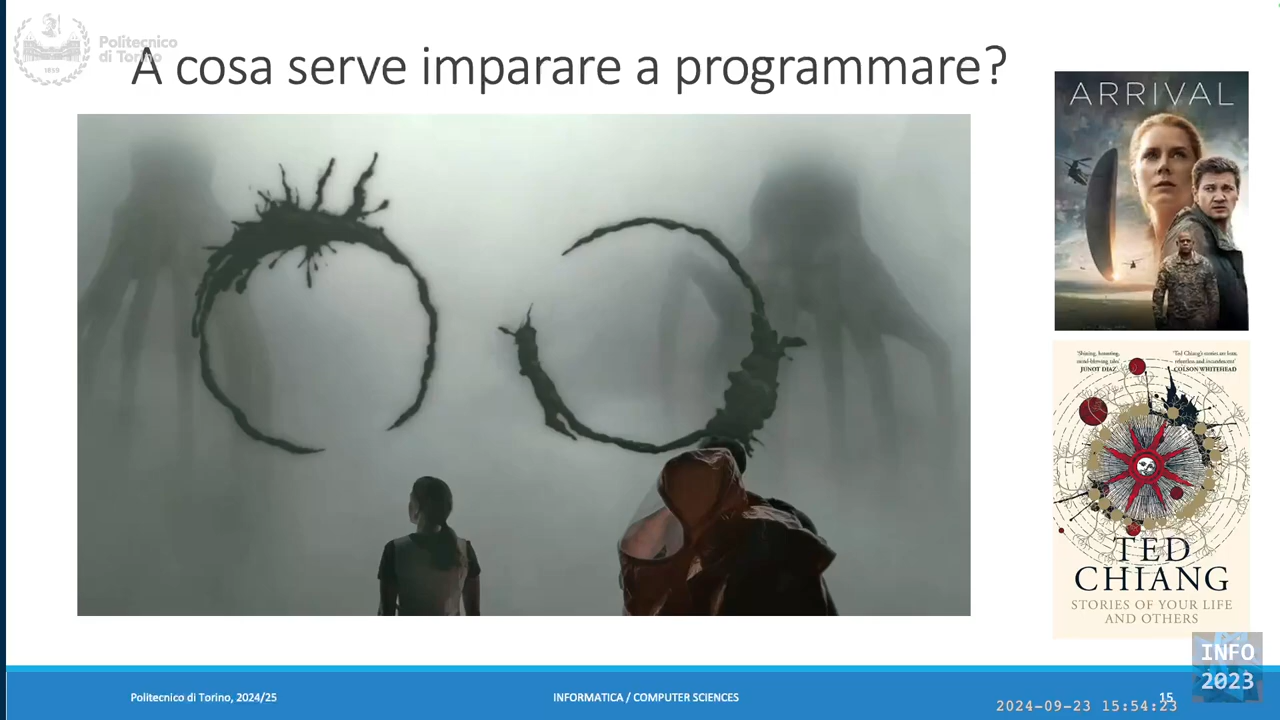 Politecnico
di Torino
1859
A cosa serve imparare a programmare?
ARRIVAL
'Shining, haunting,
mind-blowing tales'
JUNOT DIAZ
'Ted Chiang's stories are lean,
relentless and incandescent'
COLSON WHITEHEAD
TED
CHIANG
STORIES OF YOUR LIFE
AND OTHERS
INFO
2023
Politecnico di Torino, 2024/25
INFORMATICA / COMPUTER SCIENCES
15
2024-09-23 15:54:23